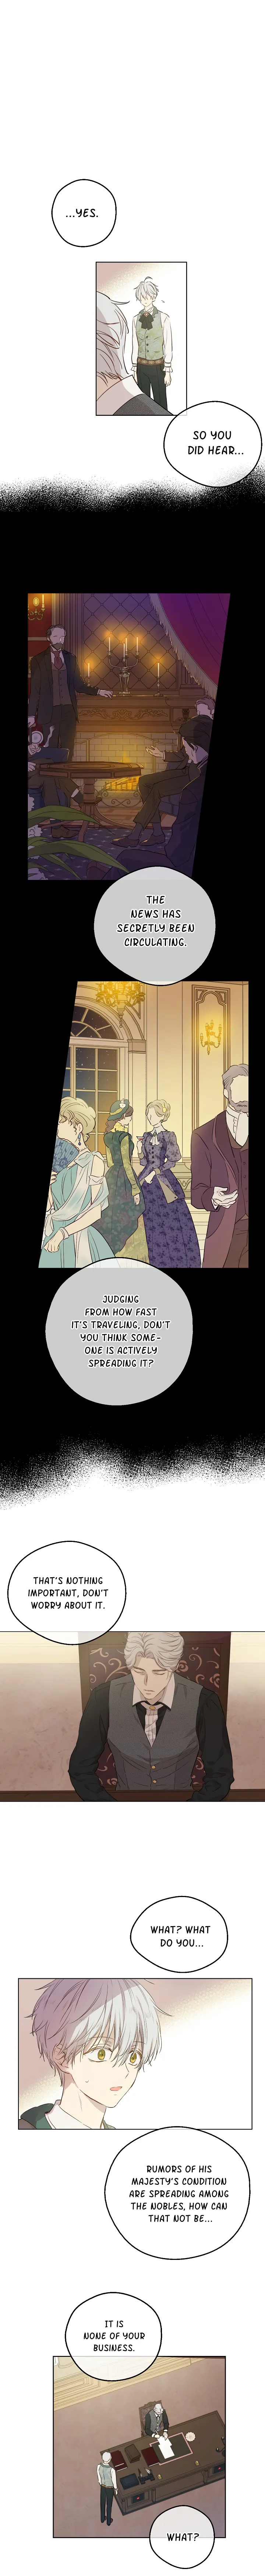 ...YES.
SO YOU
DID HEAR...
THE
NEWS HAS
SECRETLY BEEN
CIRCULATING.
JUDGING
FROM HOW FAST
IT'S TRAVELING, DON'T
YOU THINK SOME-
ONE IS ACTIVELY
SPREADING IT?
THAT'S NOTHING
IMPORTANT, DON'T
WORRY ABOUT IT.
WHAT? WHAT
DO YOU...
RUMORS OF HIS
MAJESTY'S CONDITION
ARE SPREADING AMONG
THE NOBLES, HOW CAN
THAT NOT BE...
IT IS
NONE OF YOUR
BUSINESS.
WHAT?